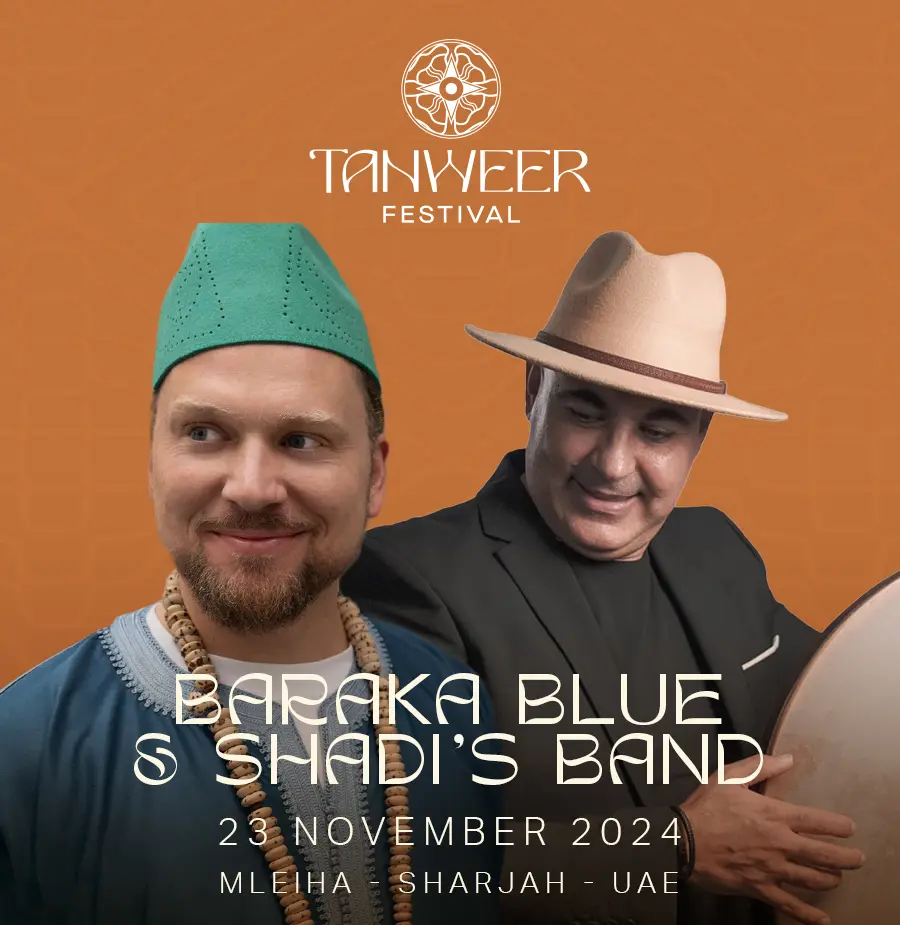 TANWEER
FESTIVAL
BARAKA BLUE
& SHADI'S BAND
23 NOVEMBER 2024
MLEIHA - SHARJAH - UAE